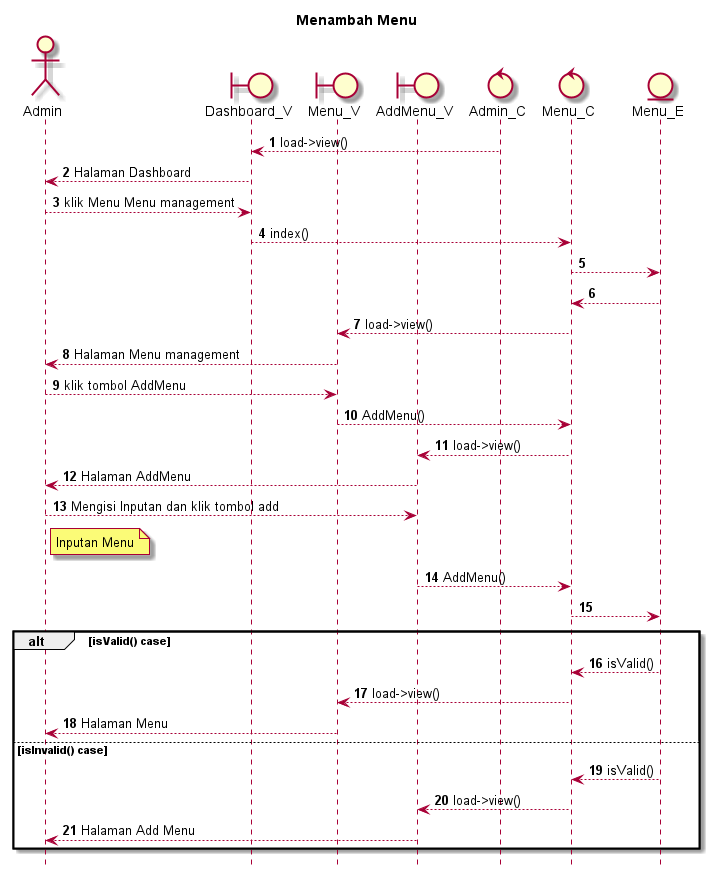 Menambah Menu
Admin
Dashboard_V
Menu_V
AddMenu_V
Admin_C
Menu_C
Menu_E
1 load->view()
2 Halaman Dashboard
3 klik Menu Menu management
4 index()
5
6
7 load->view()
8 Halaman Menu management
9 klik tombol AddMenu
10 AddMenu()
11 load->view()
12 Halaman AddMenu
13 Mengisi Inputan dan klik tombol add
Inputan Menu
14 AddMenu()
15
alt [isValid() case]
16 isValid()
17 load->view()
18 Halaman Menu
[isInvalid() case]
19 isValid()
20 load->view()
21 Halaman Add Menu